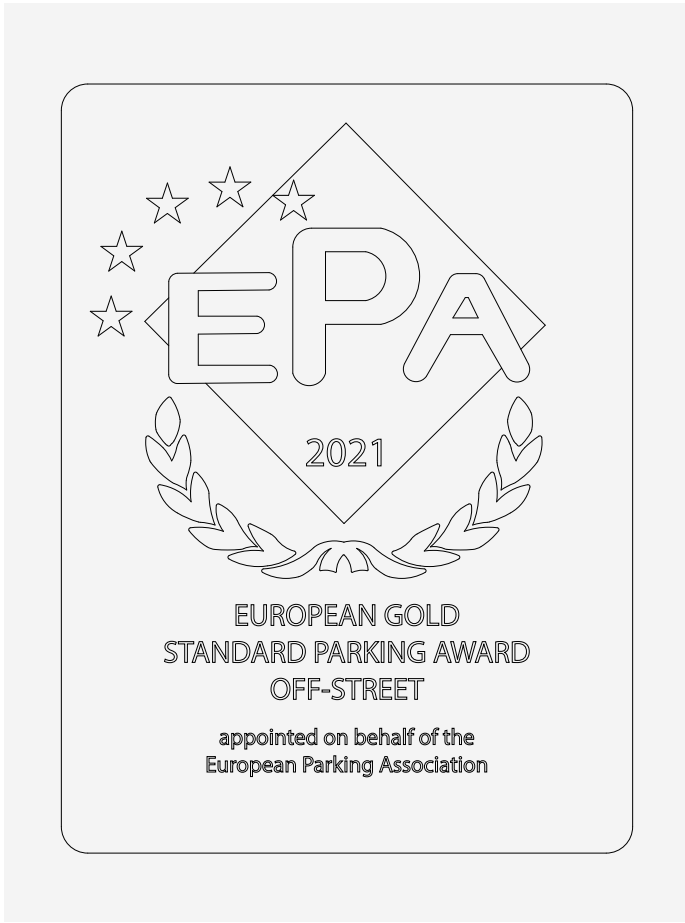 EPA
2021
EUROPEAN GOLD
STANDARD PARKING AWARD
OFF-STREET
appointed on behalf of the
European Parking Association